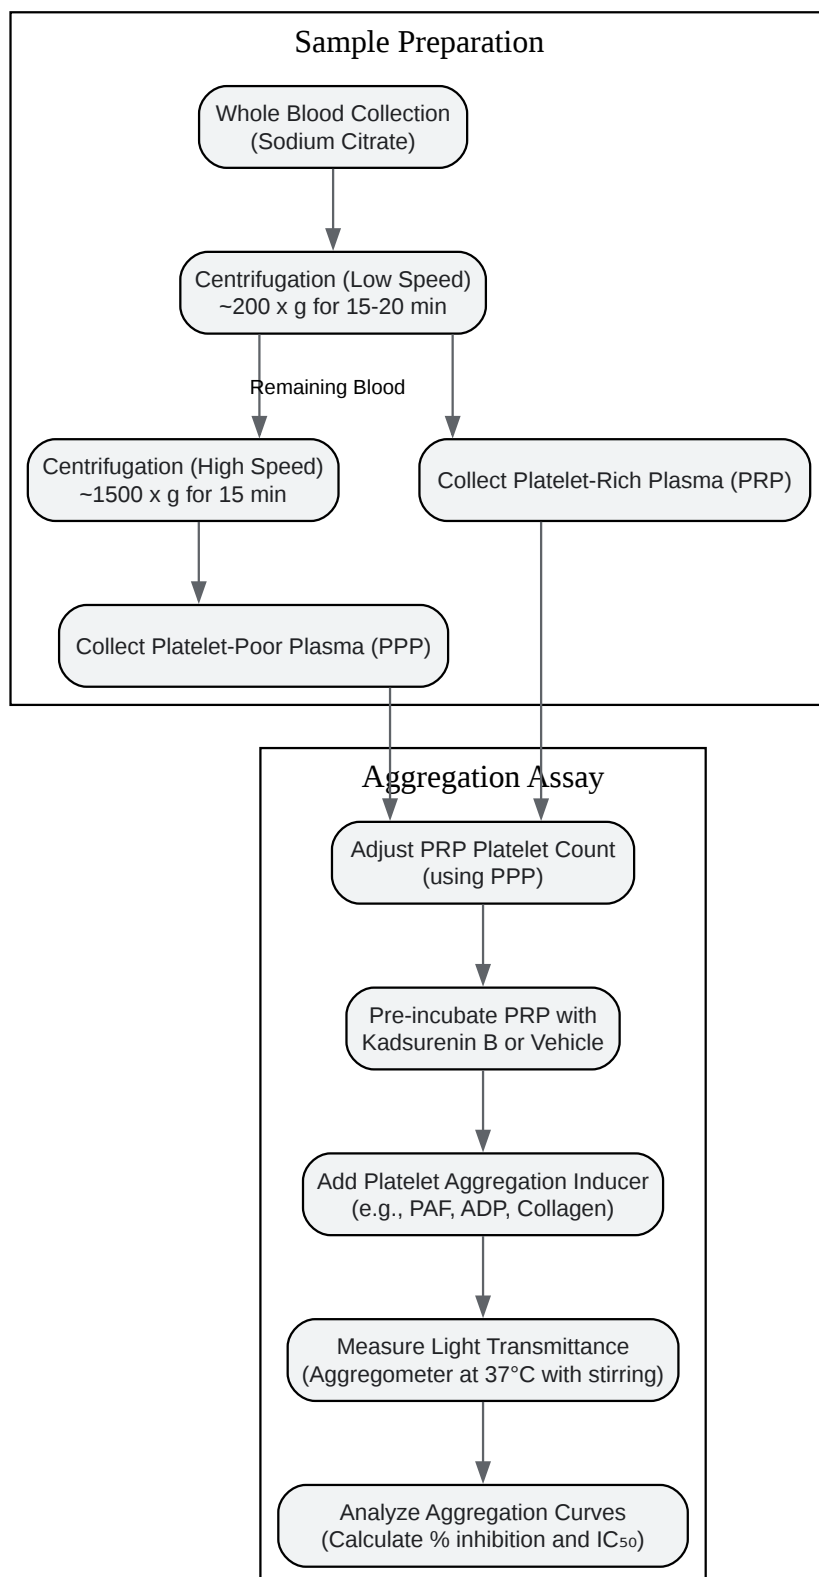 Sample Preparation
Whole Blood Collection
(Sodium Citrate)
Centrifugation (Low Speed)
~200 x g for 15-20 min
Remaining Blood
Centrifugation (High Speed)
~1500 x g for 15 min
Collect Platelet-Rich Plasma (PRP)
Collect Platelet-Poor Plasma (PPP)
Aggregation Assay
Adjust PRP Platelet Count
(using PPP)
Pre-incubate PRP with
Kadsurenin B or Vehicle
Add Platelet Aggregation Inducer
(e.g., PAF, ADP, Collagen)
Measure Light Transmittance
(Aggregometer at 37°C with stirring)
Analyze Aggregation Curves
(Calculate % inhibition and IC₅₀)